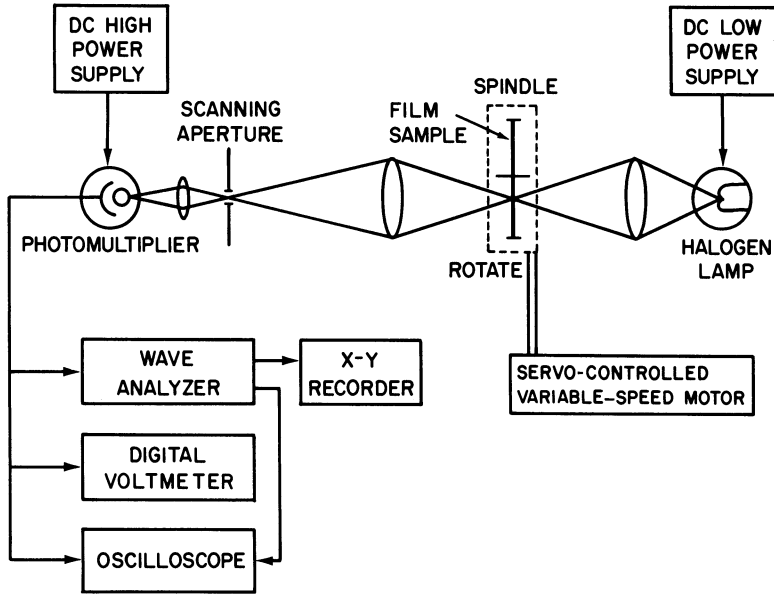 DC HIGH
POWER
SUPPLY
DC LOW
POWER
SUPPLY
SCANNING
APERTURE
SPINDLE
FILM
SAMPLE
PHOTOMULTIPLIER
ROTATE
HALOGEN
LAMP
WAVE
ANALYZER
X-Y
RECORDER
SERVO-CONTROLLED
VARIABLE-SPEED MOTOR
DIGITAL
VOLTMETER
OSCILLOSCOPE